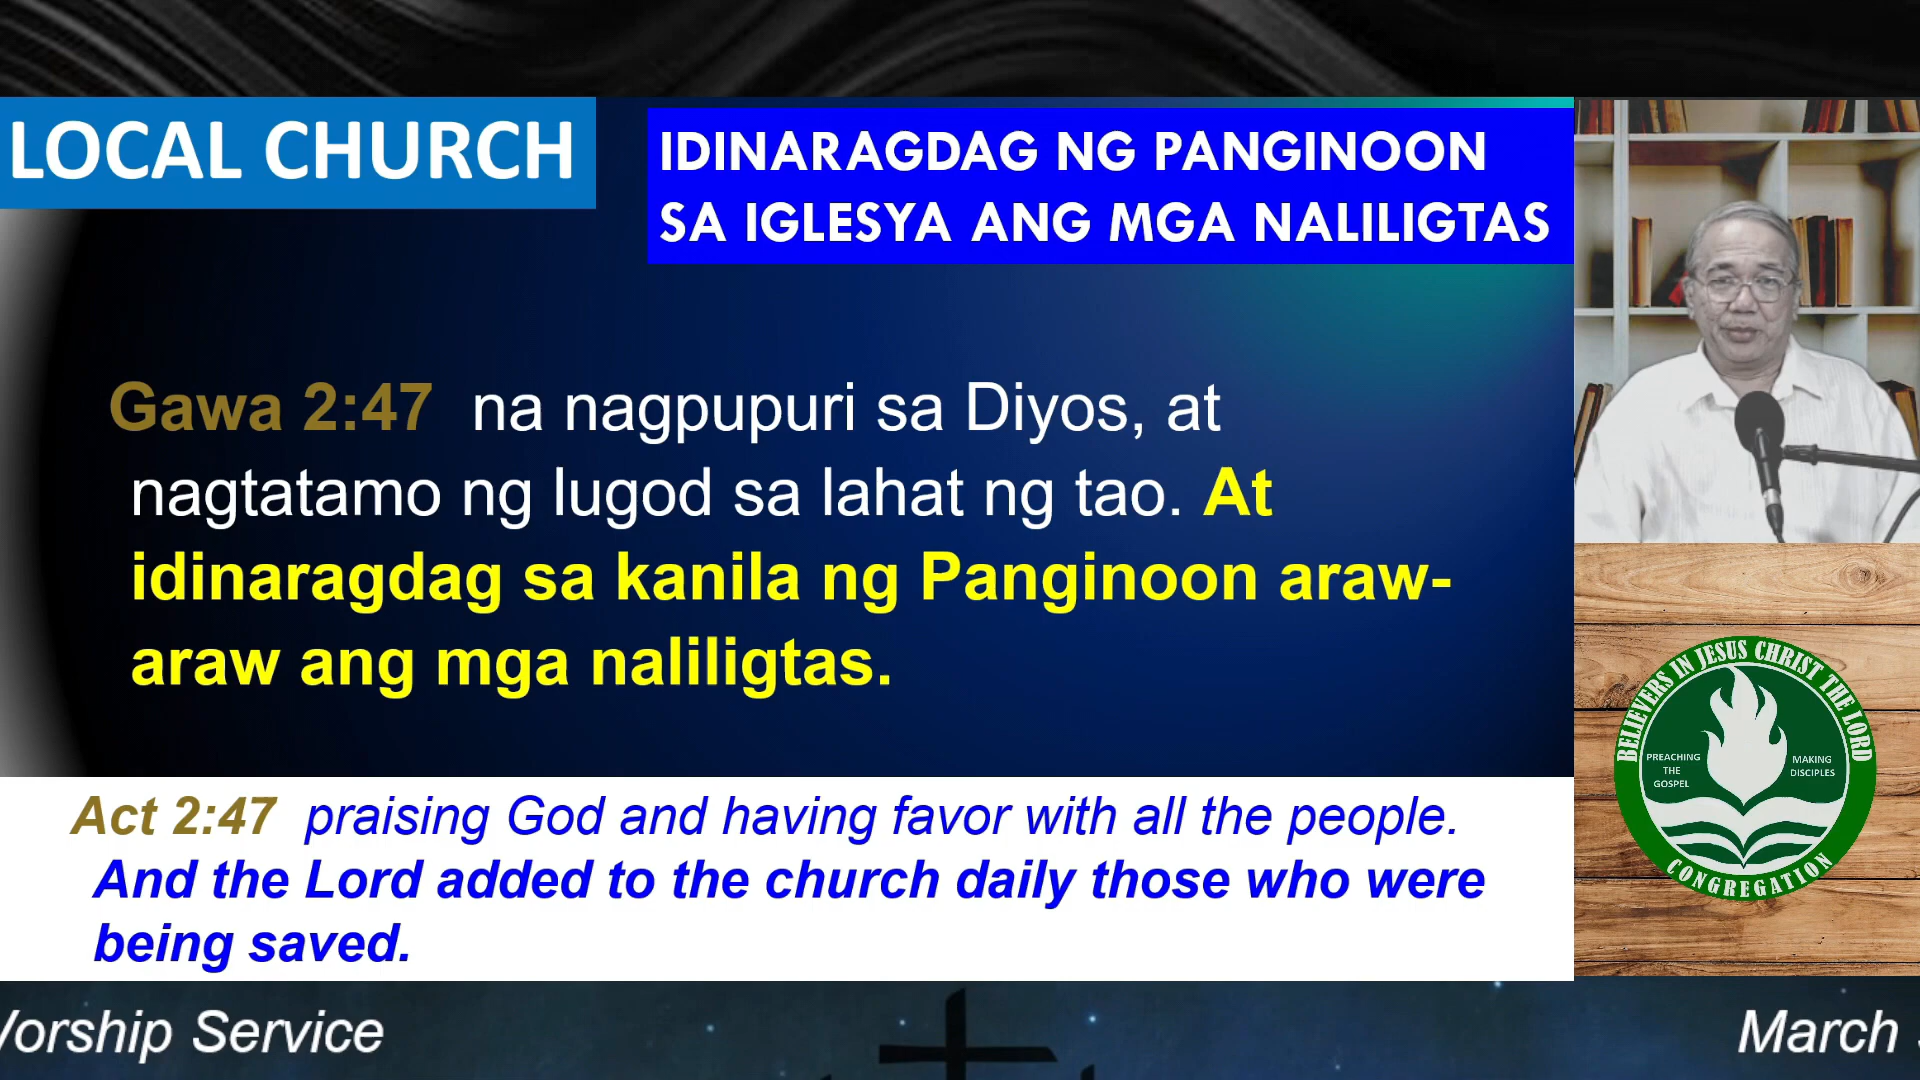 LOCAL CHURCH
IDINARAGDAG NG PANGINOON
SA IGLESYA ANG MGA NALILIGTAS
Gawa 2:47 na nagpupuri sa Diyos, at
nagtatamo ng lugod sa lahat ng tao. At
idinaragdag sa kanila ng Panginoon araw-
araw ang mga naliligtas.
Act 2:47 praising God and having favor with all the people.
And the Lord added to the church daily those who were
being saved.
BELIEVERS IN JESUS CHRIST THE LORD
PREACHING
THE
GOSPEL
MAKING
DISCIPLES
CONGREGATION
Service
March